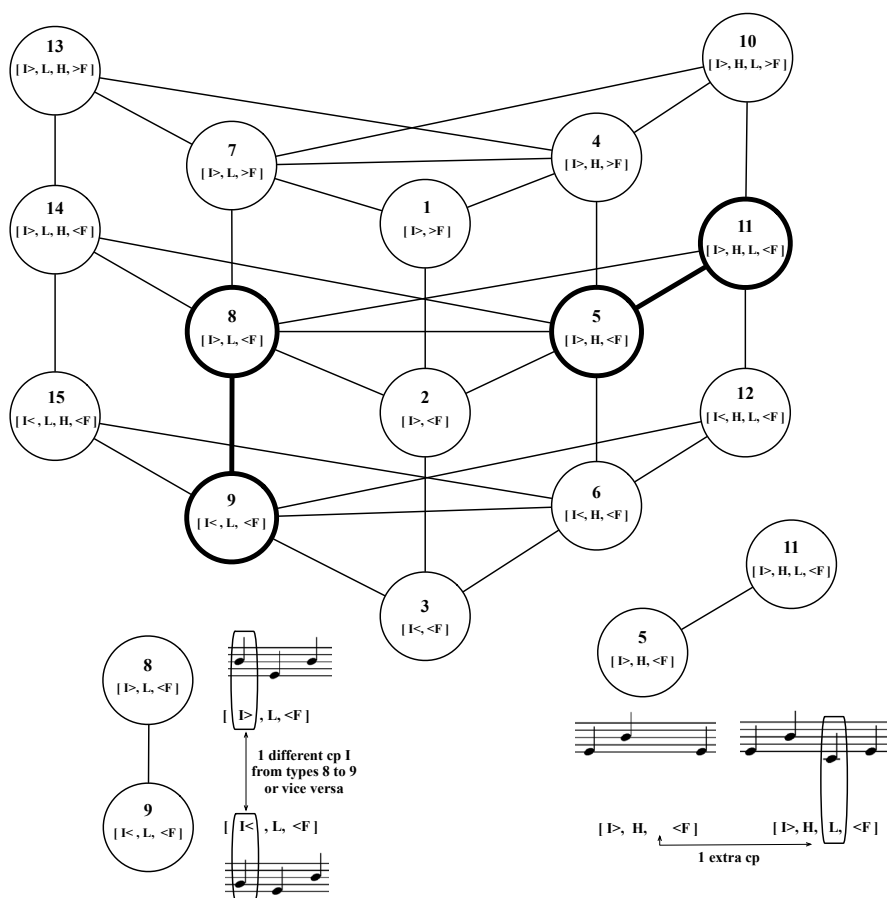 13
[ I>, L, H, >F ]
10
[ I>, H, L, >F ]
7
[ I>, L, >F ]
4
[ I>, H, >F ]
1
[ I>, >F ]
14
[ I>, L, H, <F ]
11
[ I>, H, L, <F ]
8
[ I>, L, <F ]
5
[ I>, H, <F ]
2
[ I>, <F ]
15
[ I< , L, H, <F ]
12
[ I<, H, L, <F ]
9
[ I< , L, <F ]
6
[ I<, H, <F ]
3
[ I<, <F ]
11
[ I>, H, L, <F ]
5
[ I>, H, <F ]
8
[ I>, L, <F ]
9
[ I< , L, <F ]
[ I> , L, <F ]
1 different cp I
from types 8 to 9
or vice versa
[ I< , L, <F ]
[ I>, H, <F ]
[ I>, H, L, <F ]
1 extra cp